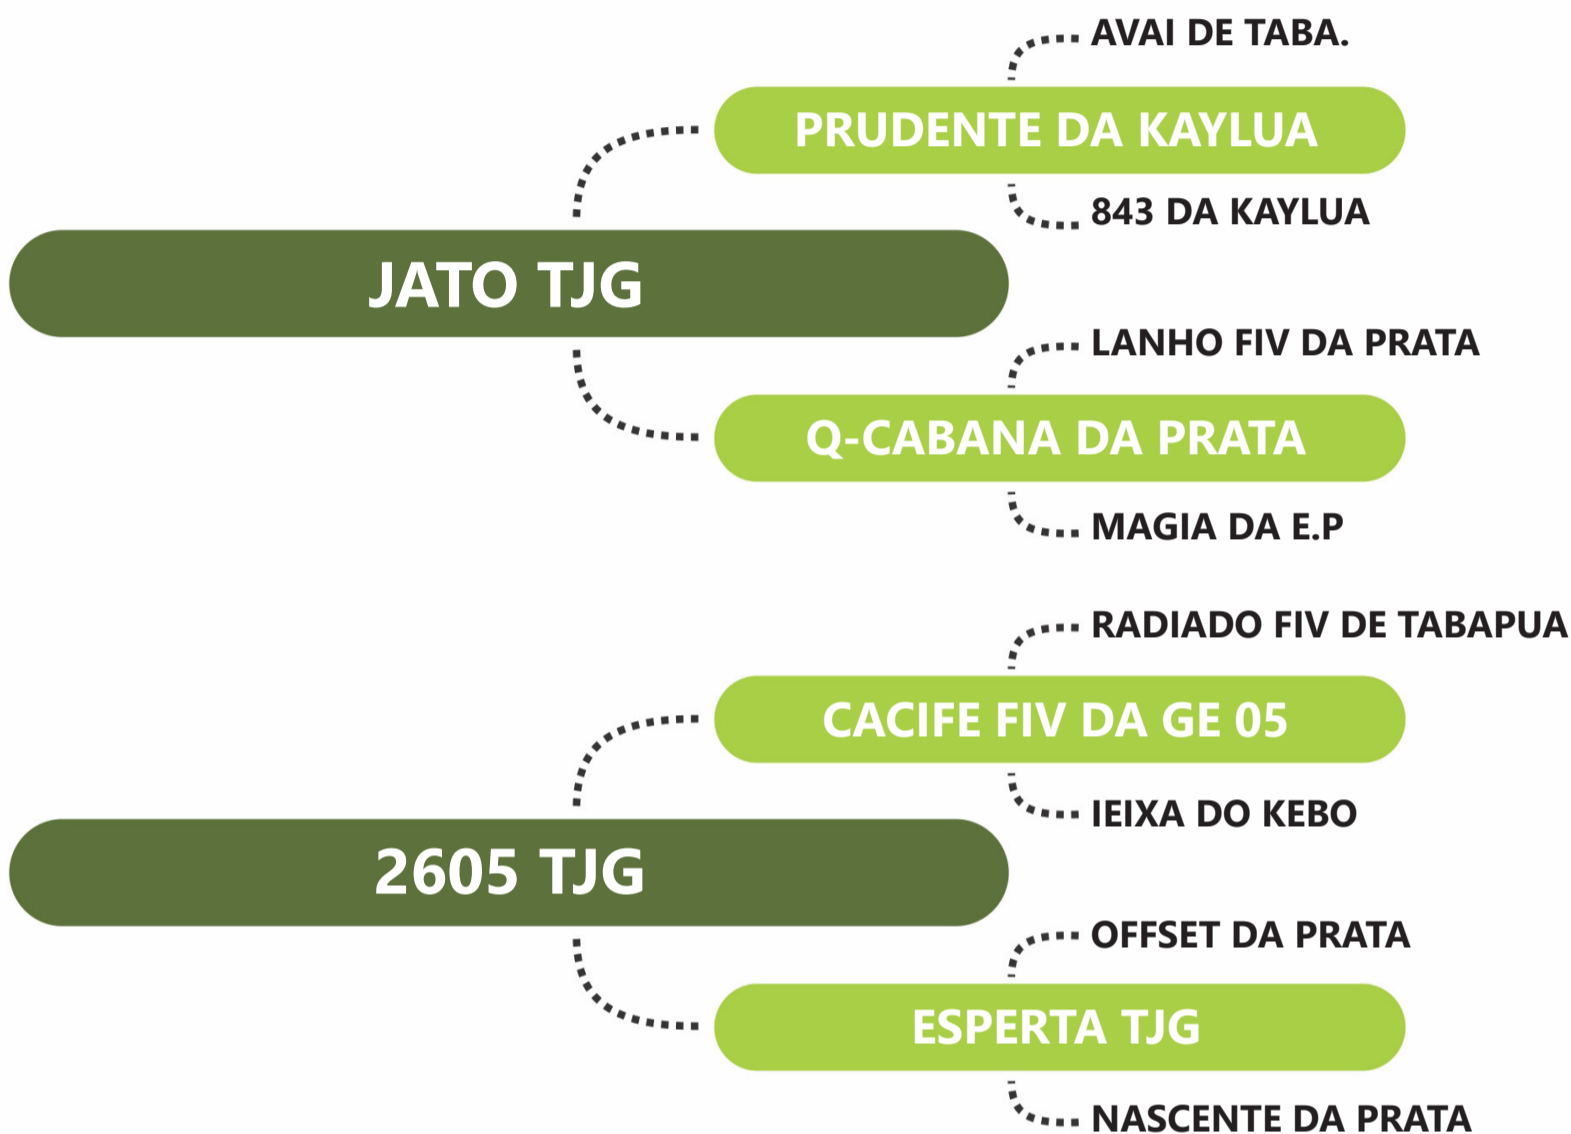 AVAI DE TABA.
PRUDENTE DA KAYLUA
843 DA KAYLUA
JATO TJG
LANHO FIV DA PRATA
Q-CABANA DA PRATA
MAGIA DA E.P
RADIADO FIV DE TABAPUA
CACIFE FIV DA GE 05
IEIXA DO KEBO
2605 TJG
OFFSET DA PRATA
ESPERTA TJG
NASCENTE DA PRATA